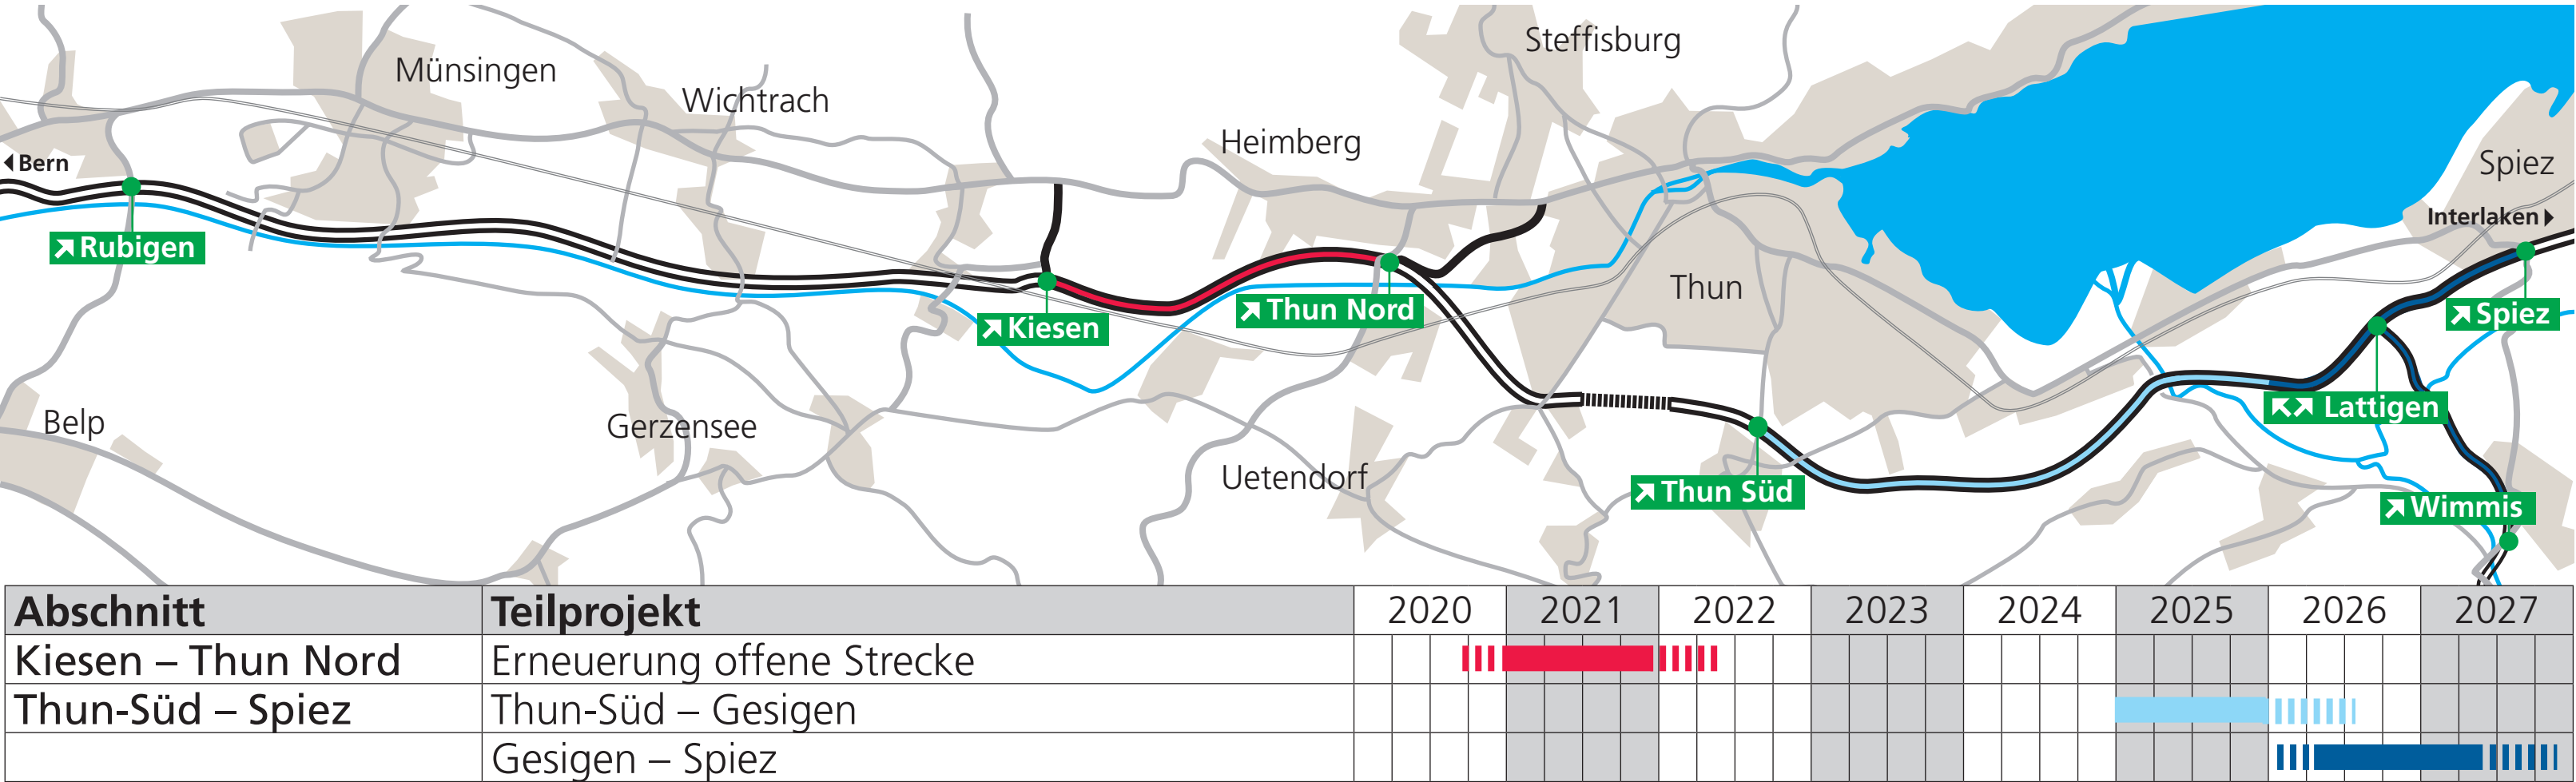 Steffisburg
Münsingen
Wichtrach
Heimberg
Bern
Spiez
Interlaken
Rubigen
Thun
Kiesen
Thun Nord
Spiez
Lattigen
Belp
Gerzensee
Uetendorf
Thun Süd
Wimmis
Abschnitt Teilprojekt 2020 2021 2022 2023 2024 2025 2026 2027
Kiesen – Thun Nord Erneuerung offene Strecke
Thun-Süd – Spiez Thun-Süd – Gesigen
Gesigen – Spiez